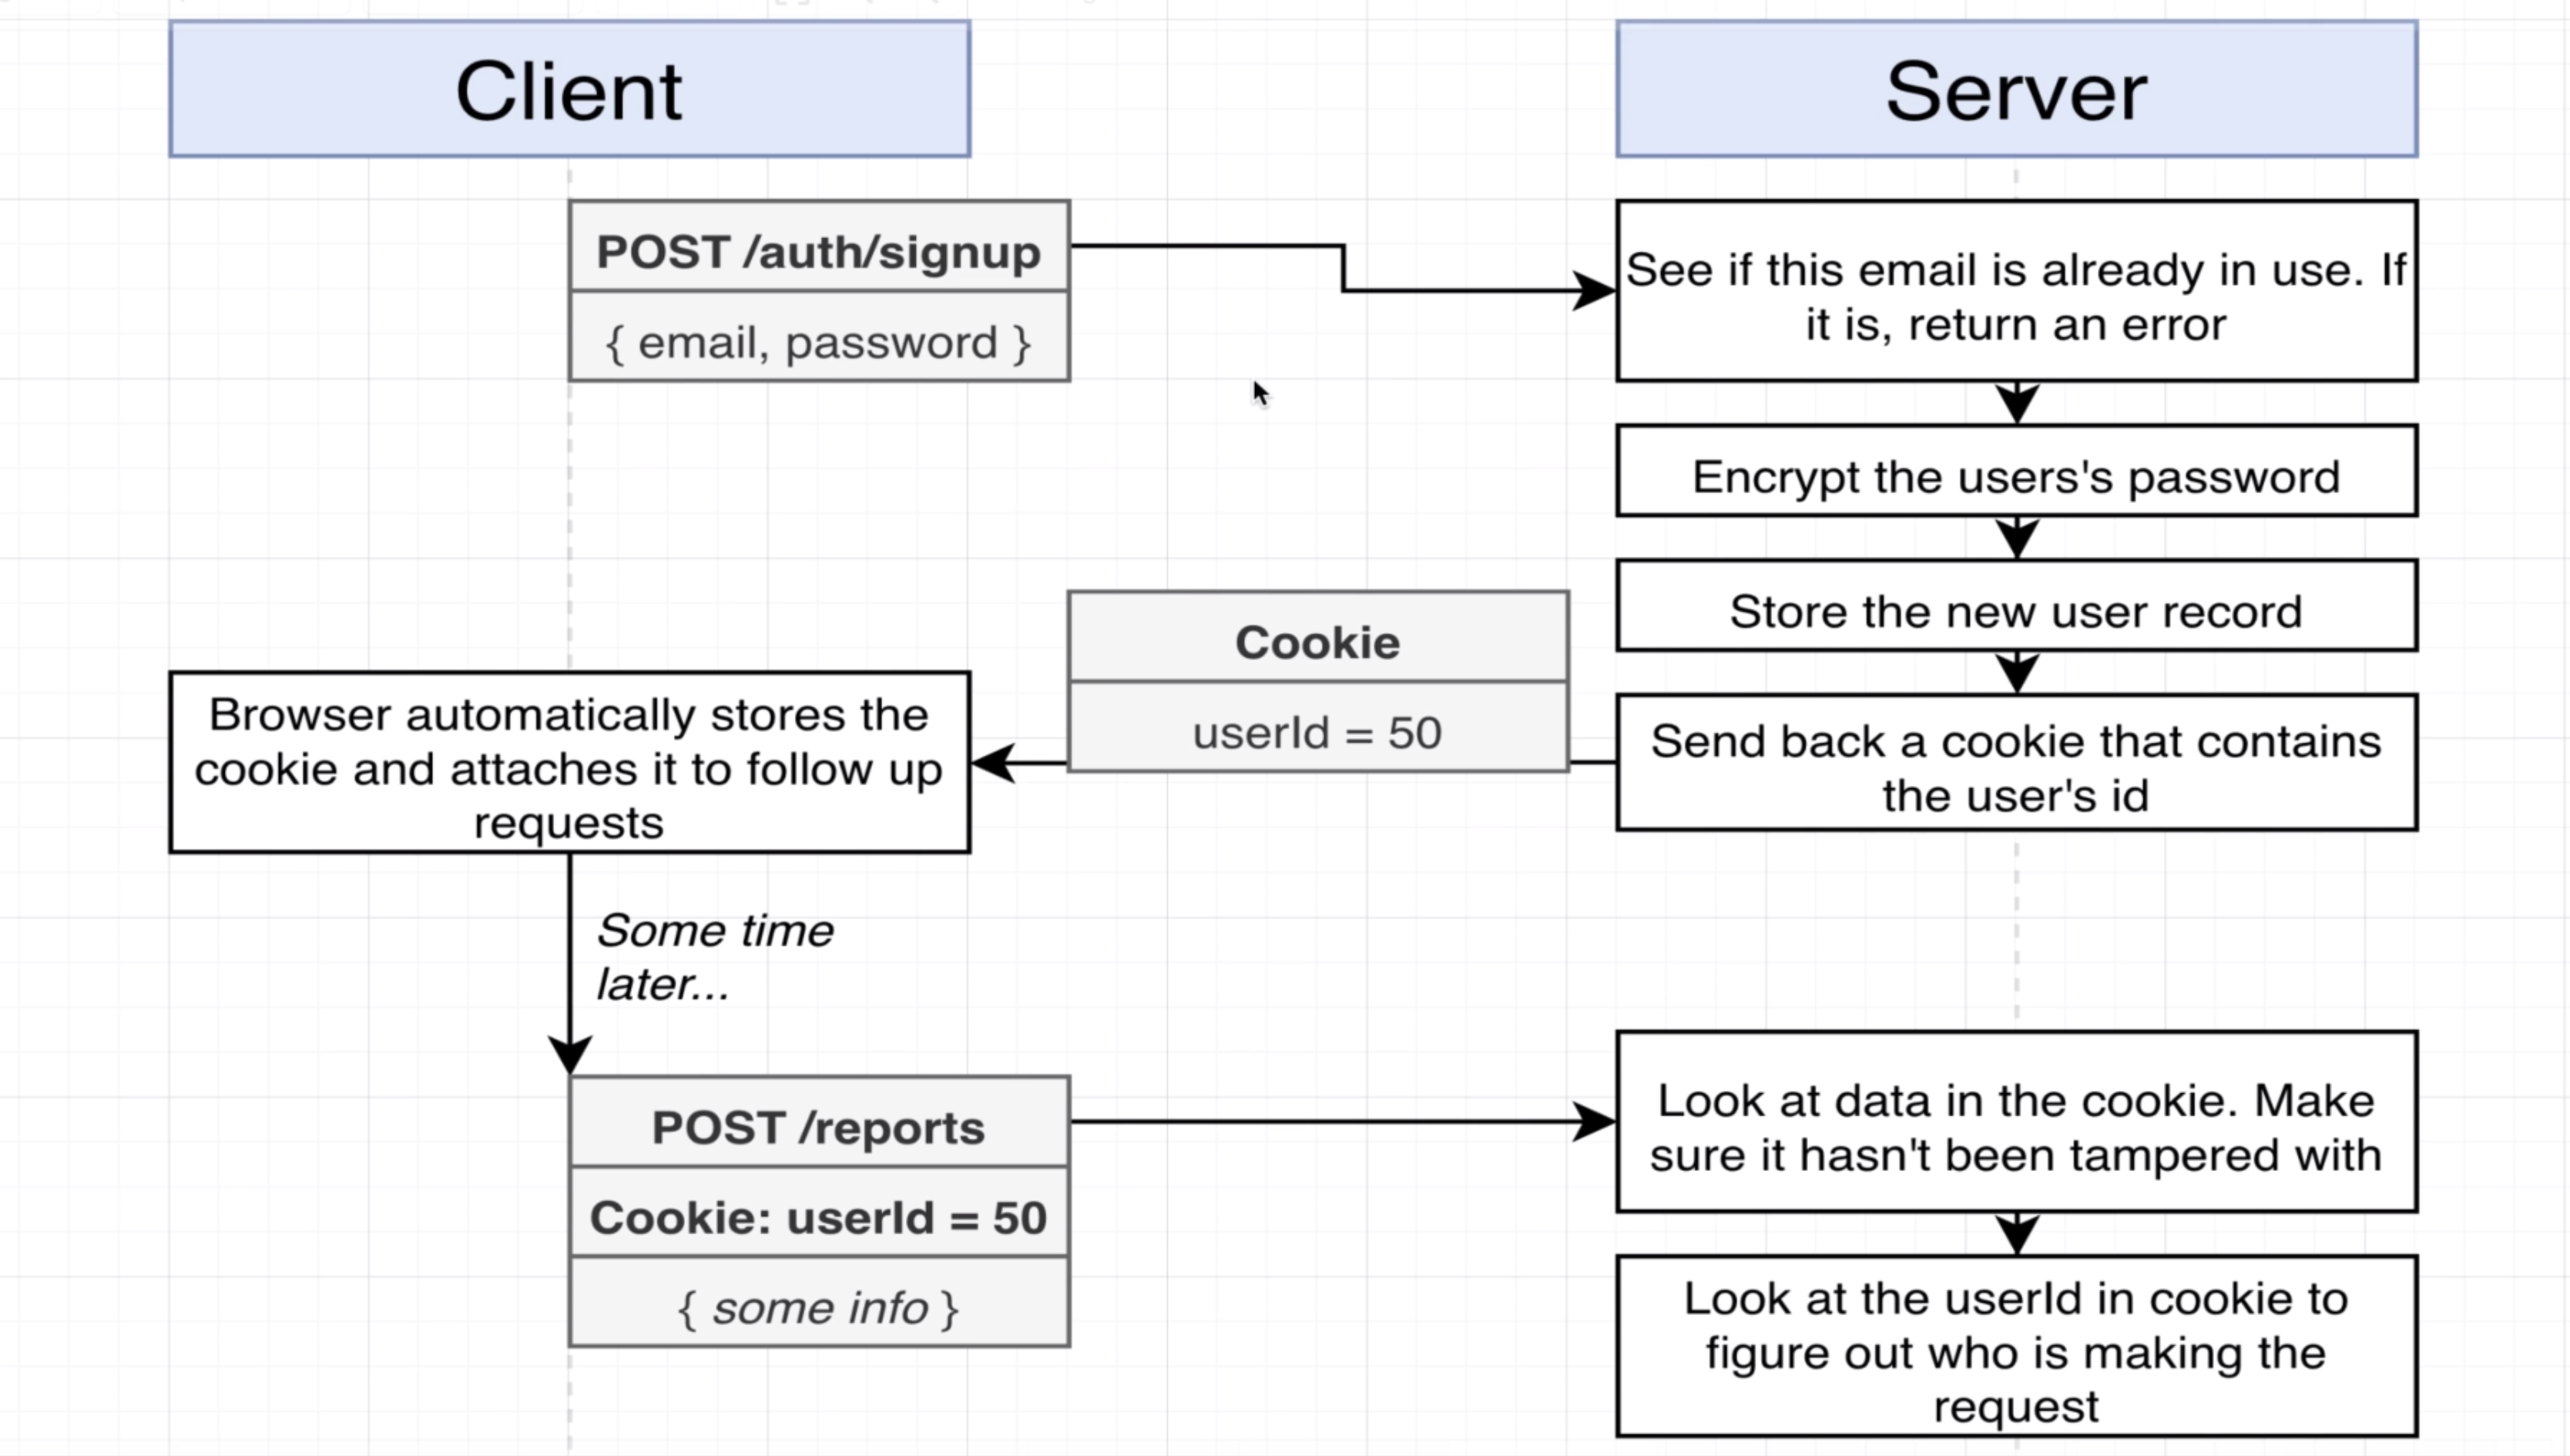 Client
Server
POST /auth/signup
{ email, password }
See if this email is already in use. If
it is, return an error
Encrypt the users's password
Store the new user record
Send back a cookie that contains
the user's id
Cookie
userId = 50
Browser automatically stores the
cookie and attaches it to follow up
requests
Some time
later...
POST /reports
Cookie: userId = 50
{ some info }
Look at data in the cookie. Make
sure it hasn't been tampered with
Look at the userId in cookie to
figure out who is making the
request